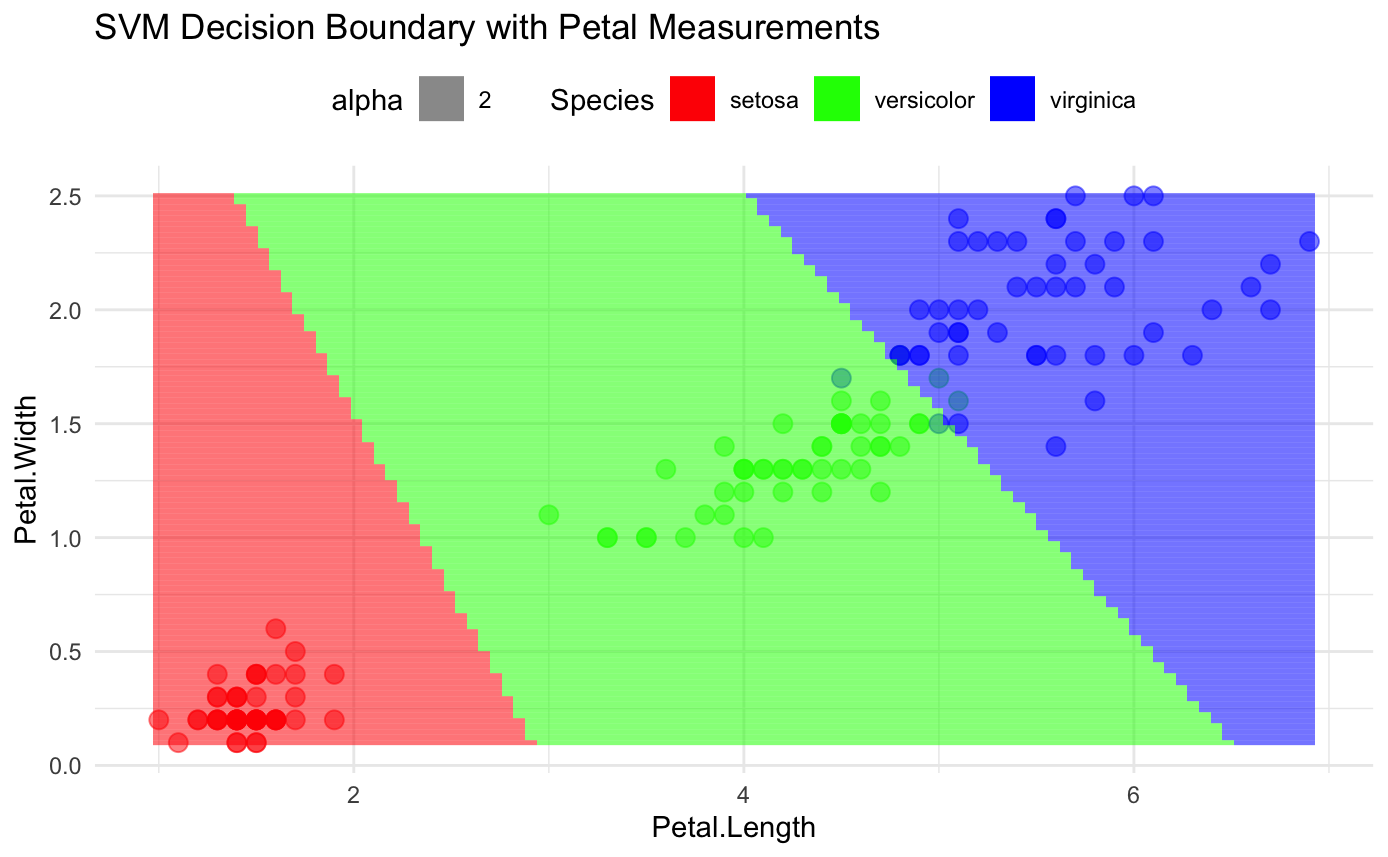 SVM Decision Boundary with Petal Measurements
alpha 2 Species setosa versicolor virginica
2.5
2.0
1.5
1.0
0.5
0.0
Petal.Width
2 4 6
Petal.Length